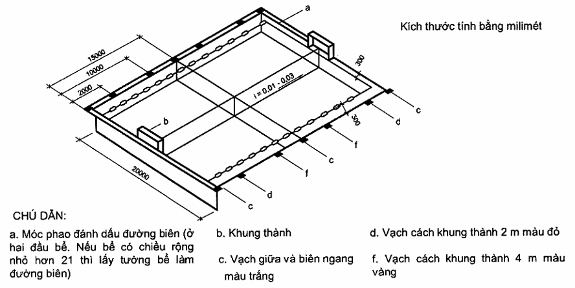 Kích thước tính bằng milimét
a
15000
10000
2000
300
i = 0.01 - 0.03
b
300
c
d
f
c
f
f
d
c
20000
CHÚ DẪN:
a. Móc phao đánh dấu đường biên (ở
hai đầu bể. Nếu bể có chiều rộng
nhỏ hơn 21 thì lấy tường bể làm
đường biên)
b. Khung thành
c. Vạch giữa và biên ngang
màu trắng
d. Vạch cách khung thành 2 m màu đỏ
f. Vạch cách khung thành 4 m màu
vàng